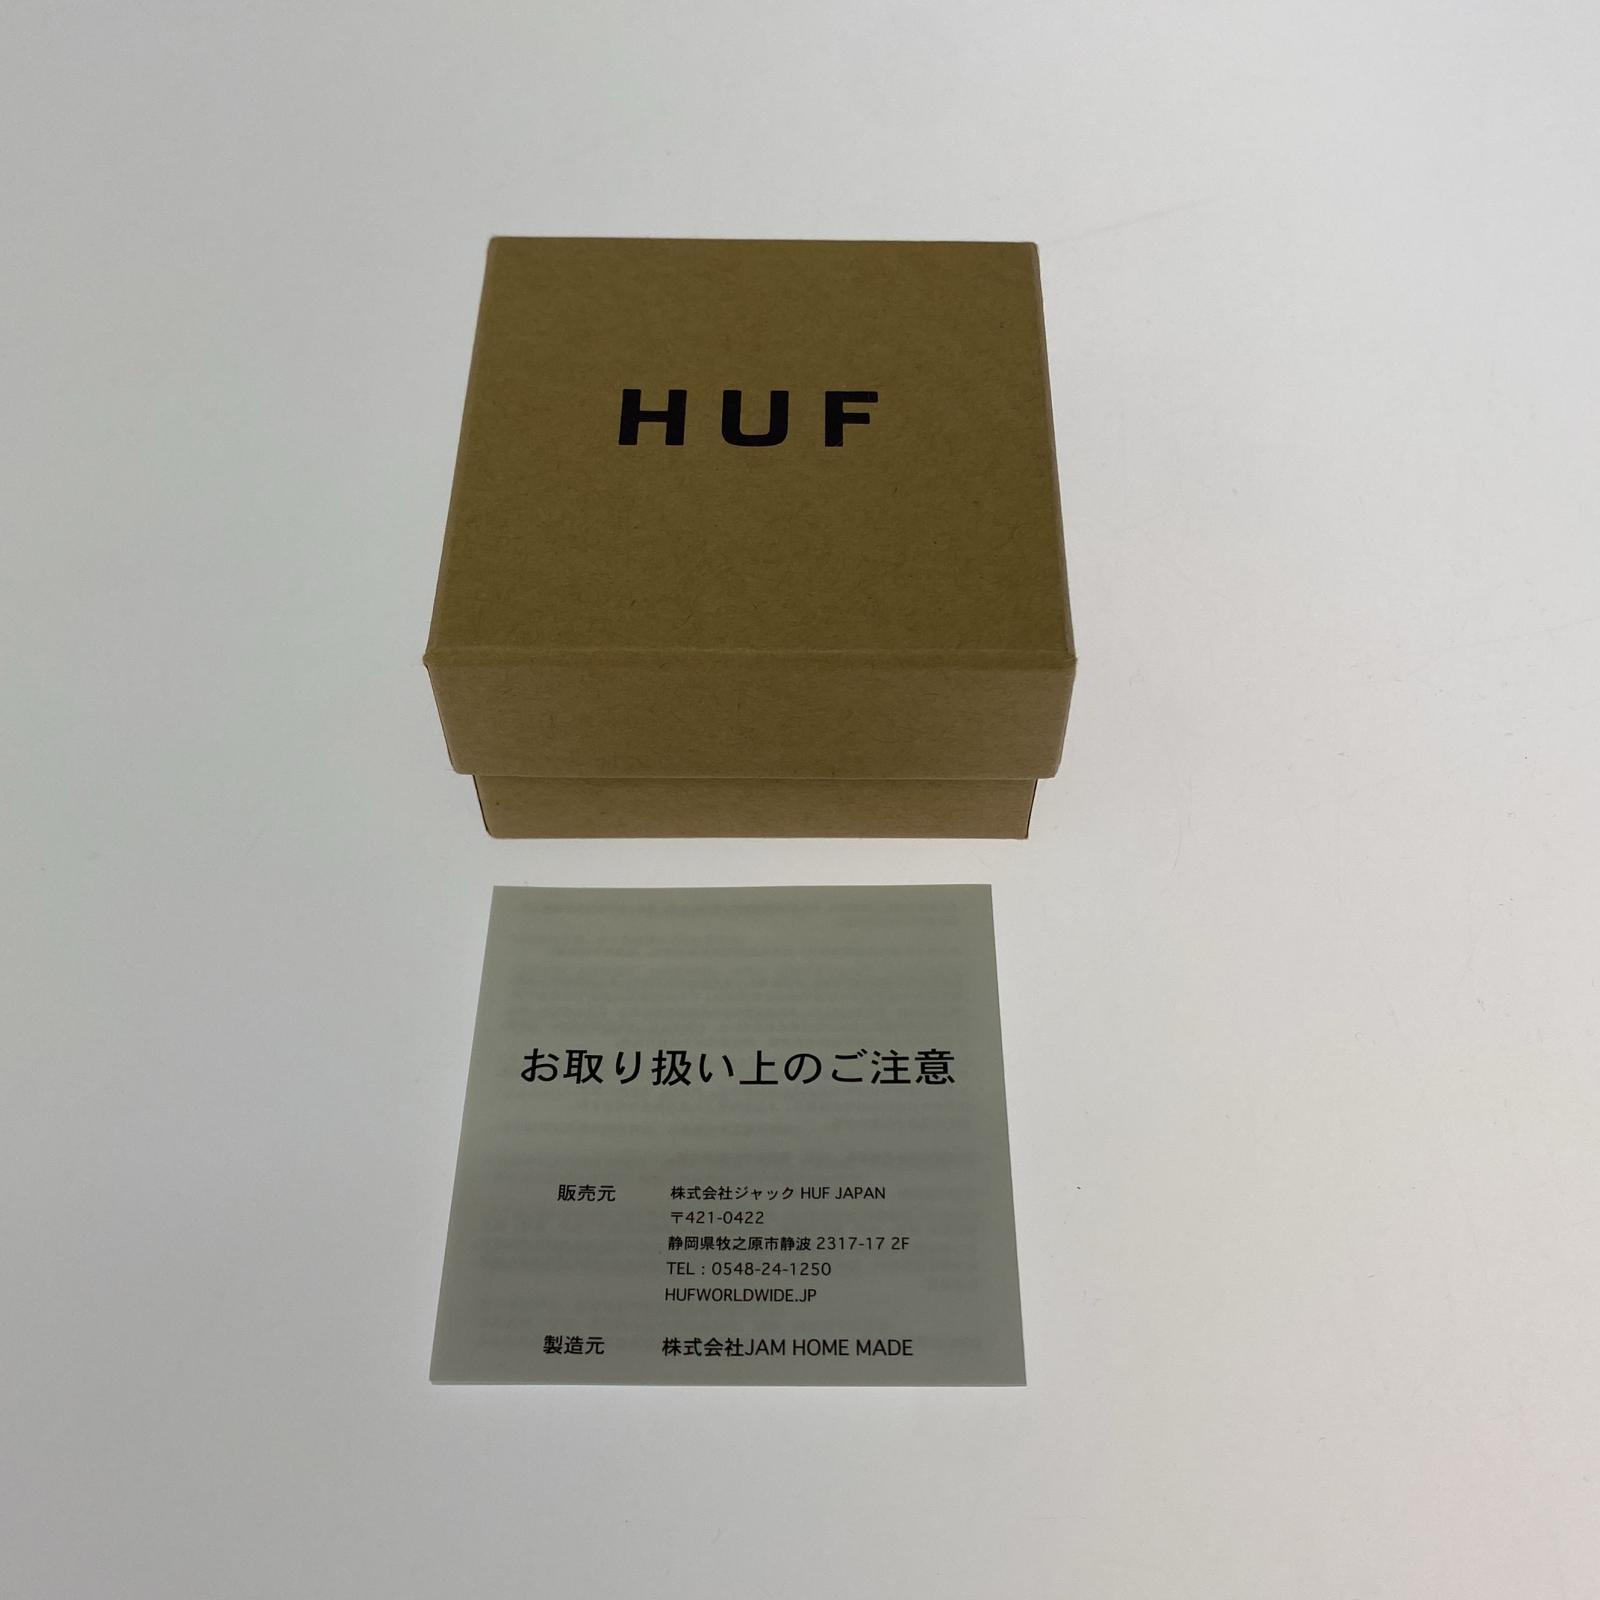 HUF
お取り扱い上のご注意
販売元 株式会社ジャック HUF JAPAN
〒421-0422
静岡県牧之原市静波 2317-17 2F
TEL : 0548-24-1250
HUFWORLDWIDE.JP
製造元 株式会社JAM HOME MADE